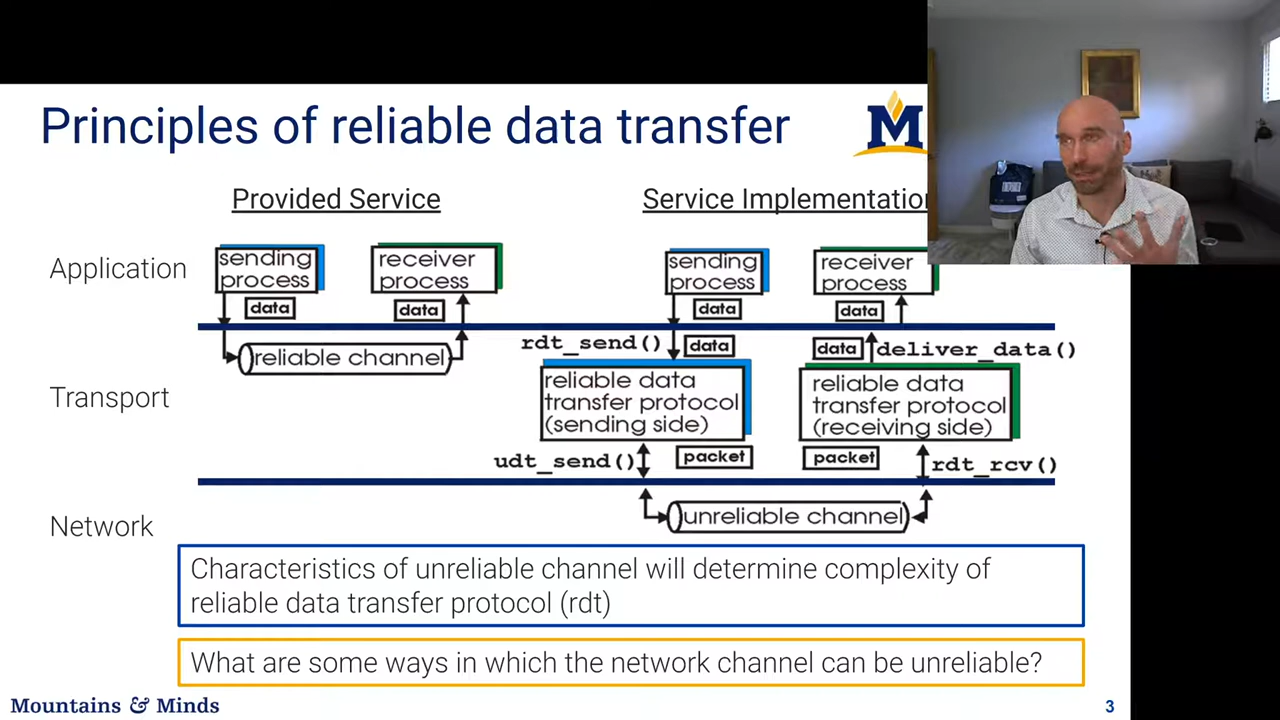 Principles of reliable data transfer
M
Provided Service
Service Implementation
Application
sending
process
receiver
process
sending
process
receiver
process
data
data
data
data
reliable channel
rdt_send()
data
data
deliver_data()
Transport
reliable data
transfer protocol
(sending side)
reliable data
transfer protocol
(receiving side)
udt_send()
packet
packet
rdt_rcv()
Network
unreliable channel
Characteristics of unreliable channel will determine complexity of
reliable data transfer protocol (rdt)
What are some ways in which the network channel can be unreliable?
Mountains & Minds
3